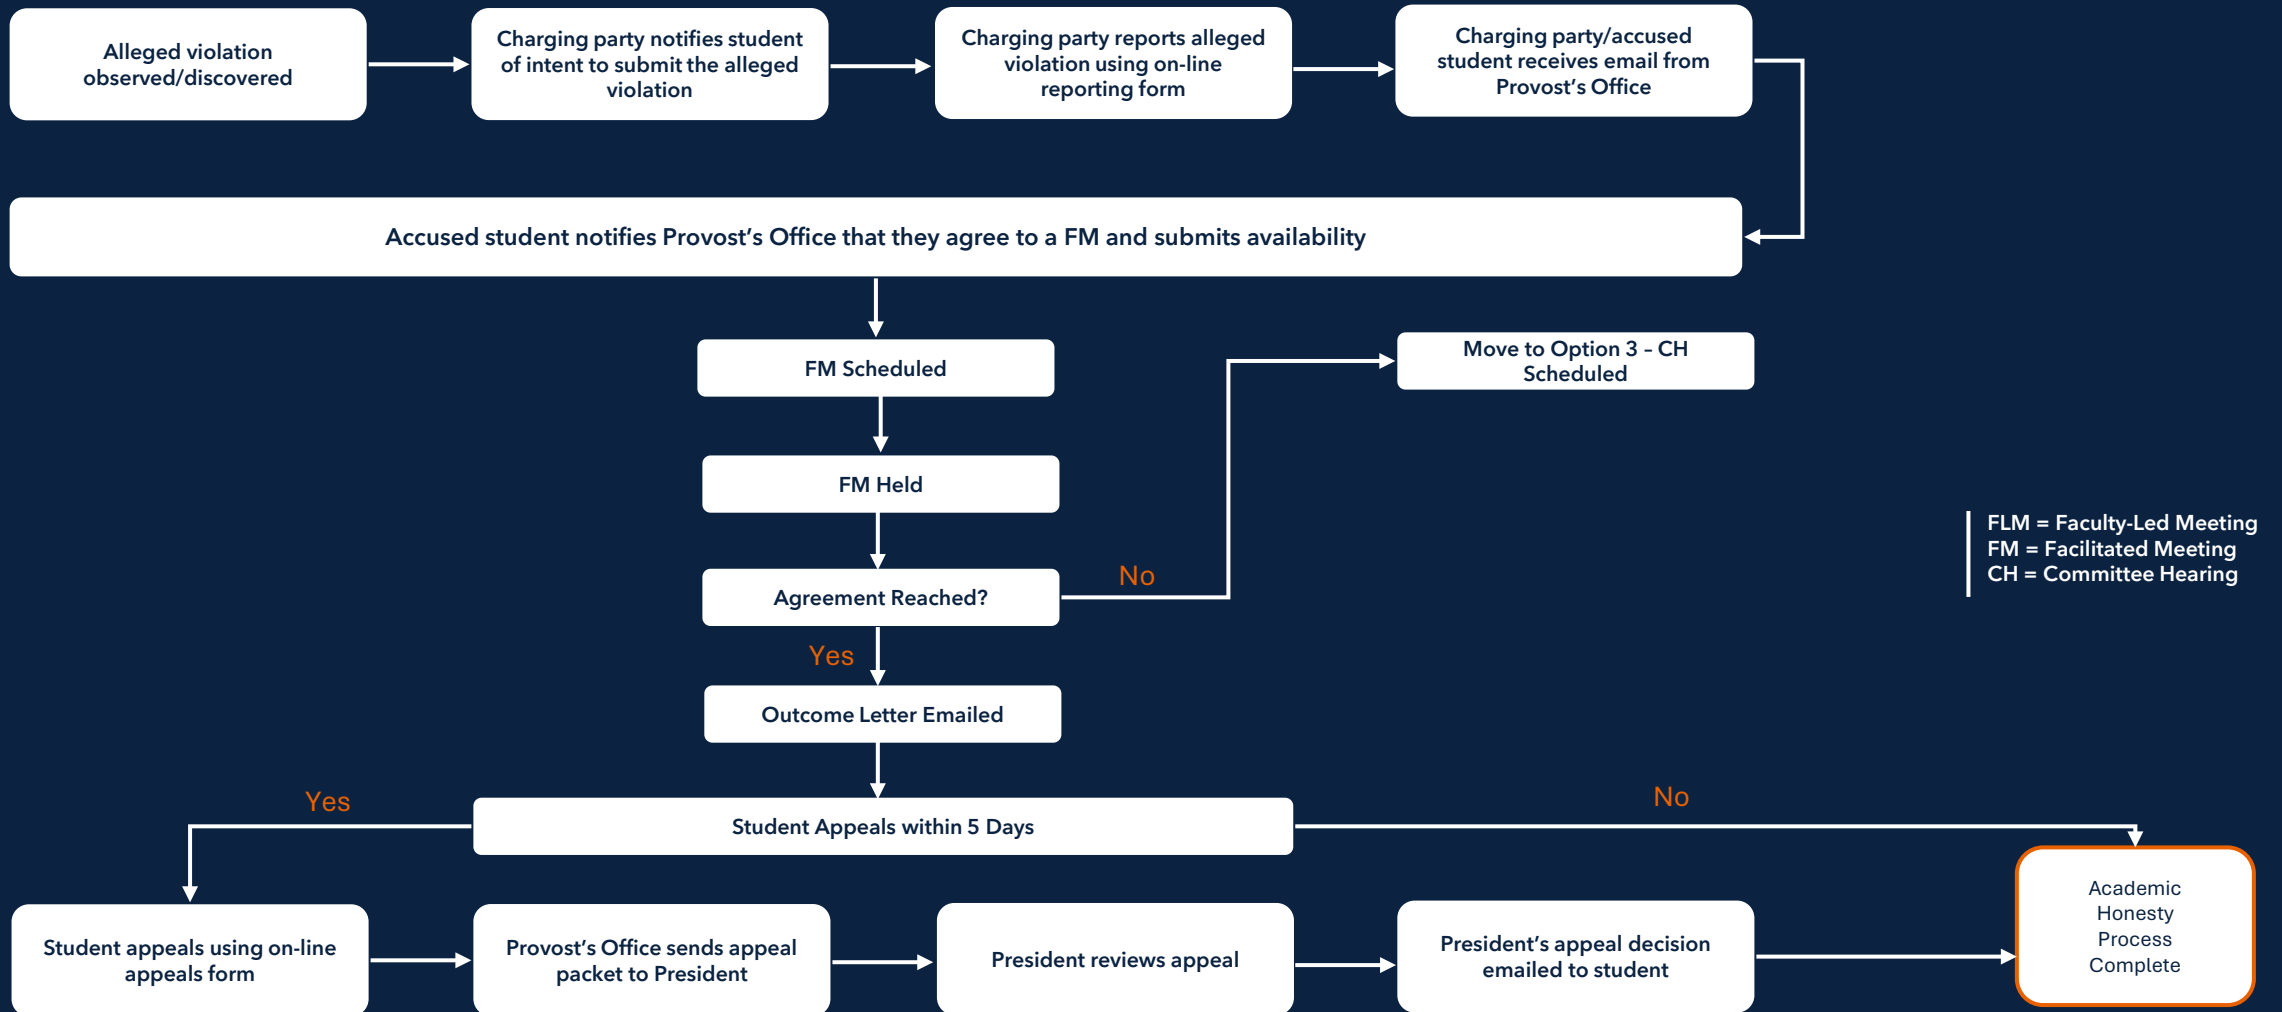 Alleged violation
observed/discovered
Charging party notifies student
of intent to submit the alleged
violation
Charging party reports alleged
violation using on-line
reporting form
Charging party/accused
student receives email from
Provost’s Office
Accused student notifies Provost’s Office that they agree to a FM and submits availability
FM Scheduled
Move to Option 3 – CH
Scheduled
FM Held
FLM = Faculty-Led Meeting
FM = Facilitated Meeting
CH = Committee Hearing
Agreement Reached?
No
Yes
Outcome Letter Emailed
Student Appeals within 5 Days
Yes
No
Student appeals using on-line
appeals form
Provost’s Office sends appeal
packet to President
President reviews appeal
President’s appeal decision
emailed to student
Academic
Honesty
Process
Complete